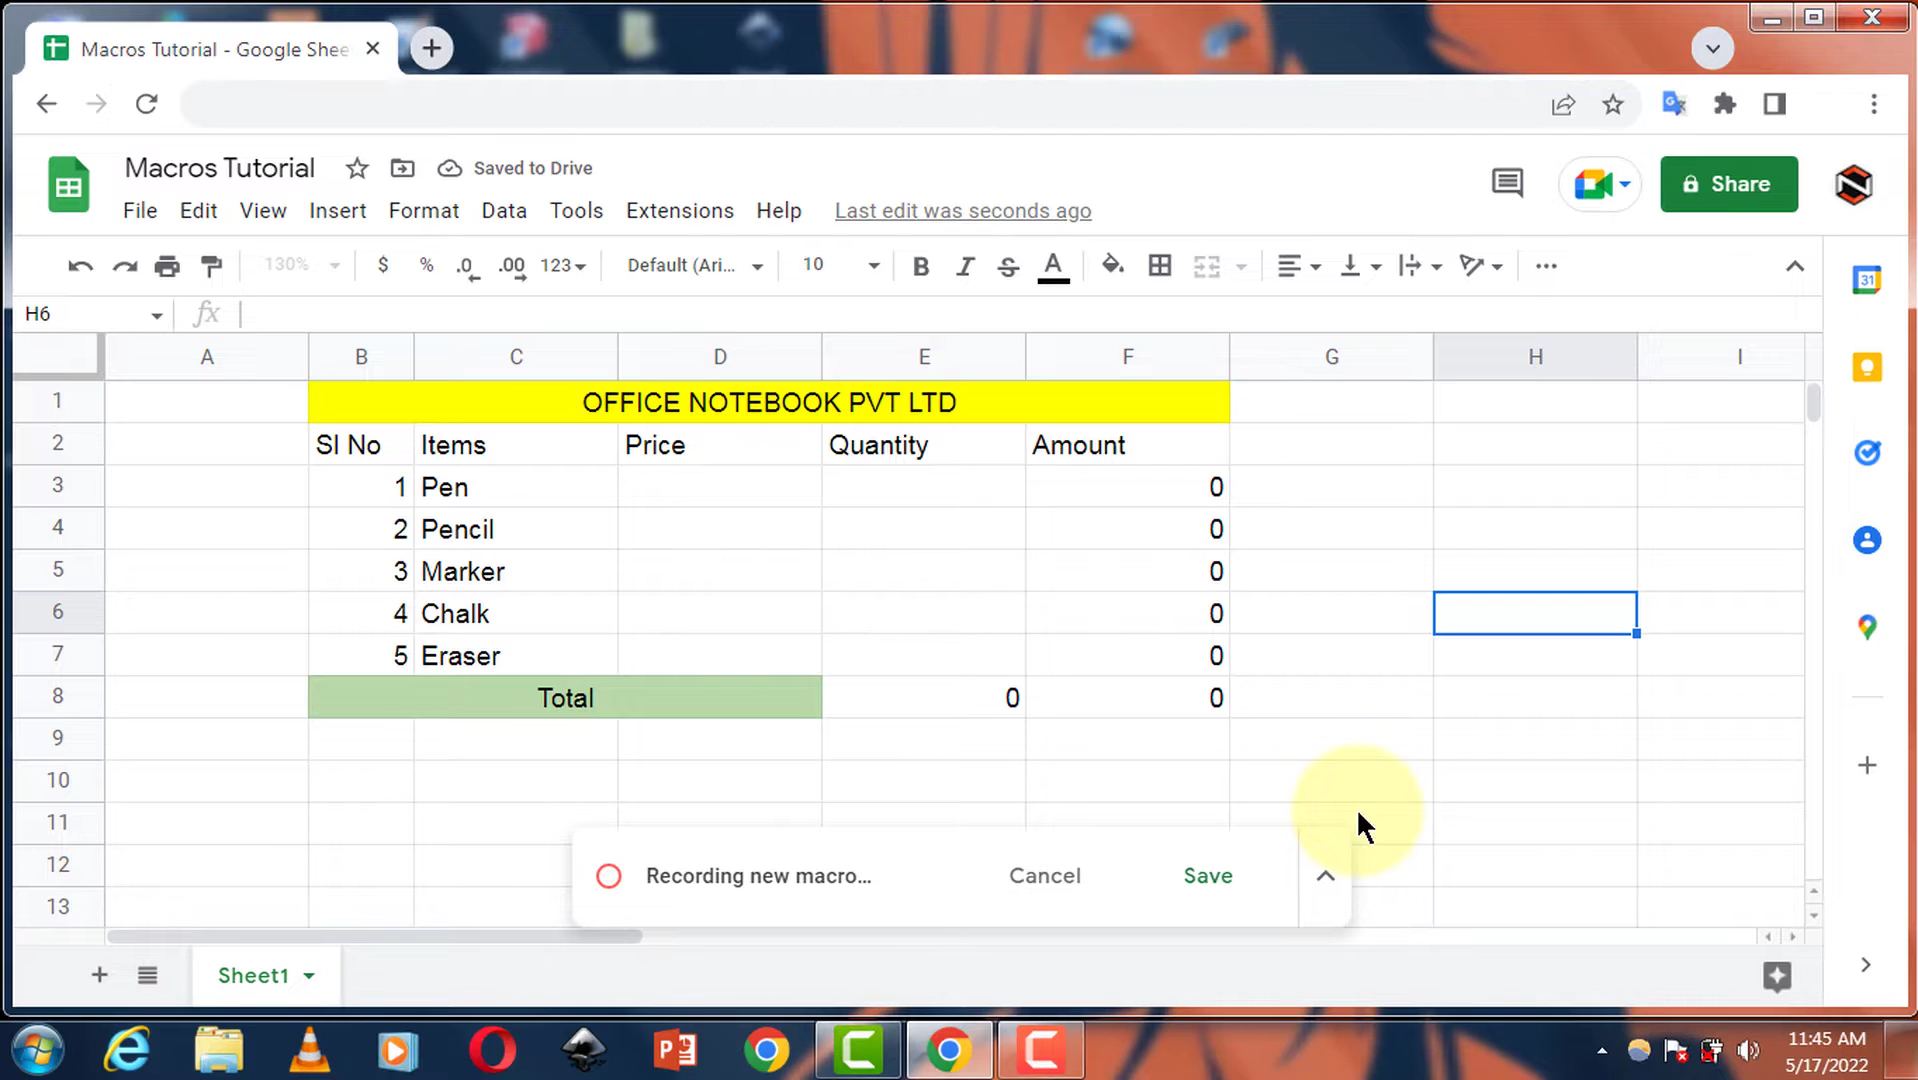 Macros Tutorial - Google Shee
Macros Tutorial
Saved to Drive
Share
File Edit View Insert Format Data Tools Extensions Help Last edit was seconds ago
130% $ % .0 .00 123 Default (Ari... 10 B I S A
31
H6 fx
A B C D E F G H I
1 OFFICE NOTEBOOK PVT LTD
2 SI No Items Price Quantity Amount
3 1 Pen 0
4 2 Pencil 0
5 3 Marker 0
6 4 Chalk 0
7 5 Eraser 0
8 Total 0 0
9
10
11
12
13
Recording new macro... Cancel Save
Sheet1
11:45 AM
5/17/2022